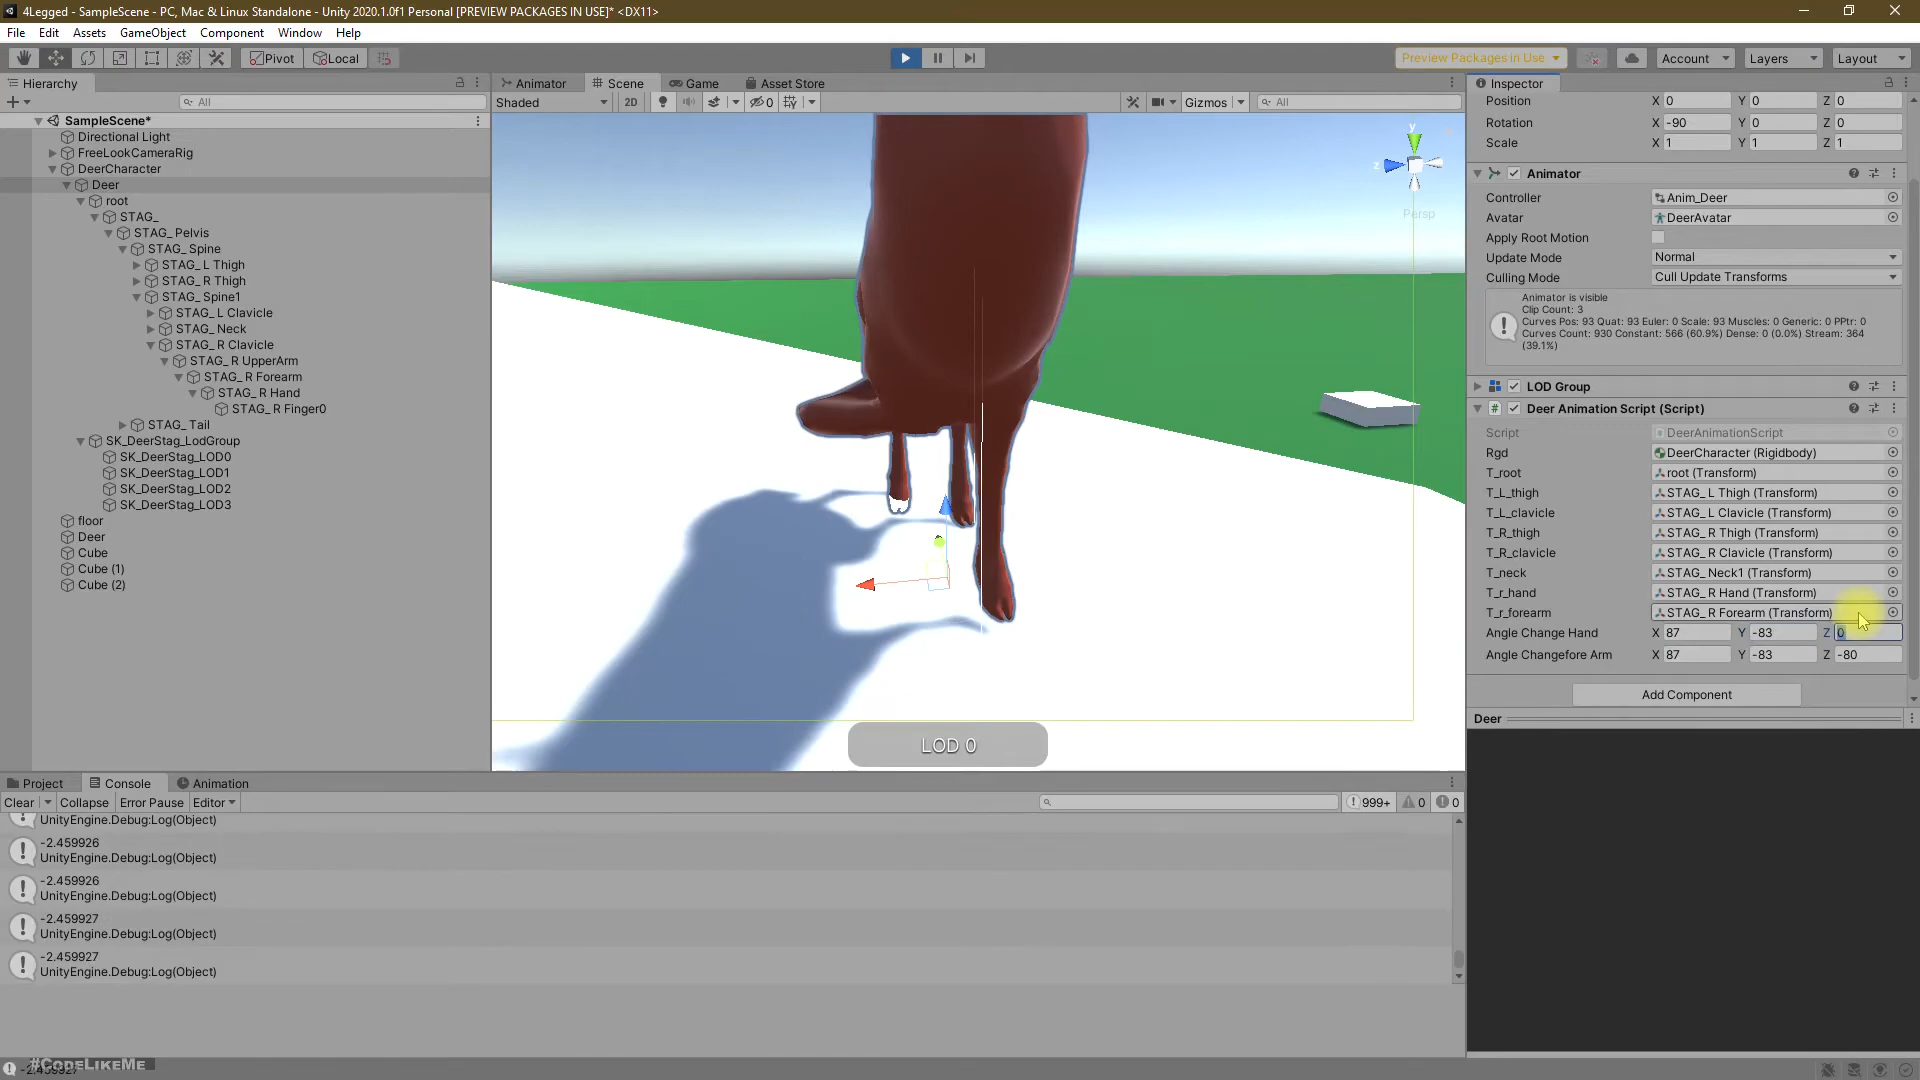 4Legged - SampleScene - PC, Mac & Linux Standalone - Unity 2020.1.0f1 Personal [PREVIEW PACKAGES IN USE]* <DX11>
File Edit Assets GameObject Component Window Help
Pivot Local Preview Packages in Use Account Layers Layout
Hierarchy
All
SampleScene*
Directional Light
FreeLookCameraRig
DeerCharacter
Deer
root
STAG_
STAG_ Pelvis
STAG_ Spine
STAG_ L Thigh
STAG_ R Thigh
STAG_ Spine1
STAG_ L Clavicle
STAG_ Neck
STAG_ R Clavicle
STAG_ R UpperArm
STAG_ R Forearm
STAG_ R Hand
STAG_ R Finger0
STAG_ Tail
SK_DeerStag_LodGroup
SK_DeerStag_LOD0
SK_DeerStag_LOD1
SK_DeerStag_LOD2
SK_DeerStag_LOD3
floor
Deer
Cube
Cube (1)
Cube (2)
Animator Scene Game Asset Store
Shaded 2D 0 Gizmos All
y
z
Persp
LOD 0
Inspector
Position X 0 Y 0 Z 0
Rotation X -90 Y 0 Z 0
Scale X 1 Y 1 Z 1
Animator
Controller Anim_Deer
Avatar DeerAvatar
Apply Root Motion
Update Mode Normal
Culling Mode Cull Update Transforms
Animator is visible
Clip Count: 3
Curves Pos: 93 Quat: 93 Euler: 0 Scale: 93 Muscles: 0 Generic: 0 PPtr: 0
Curves Count: 930 Constant: 566 (60.9%) Dense: 0 (0.0%) Stream: 364
(39.1%)
LOD Group
Deer Animation Script (Script)
Script DeerAnimationScript
Rgd DeerCharacter (Rigidbody)
T_root root (Transform)
T_L_thigh STAG_ L Thigh (Transform)
T_L_clavicle STAG_ L Clavicle (Transform)
T_R_thigh STAG_ R Thigh (Transform)
T_R_clavicle STAG_ R Clavicle (Transform)
T_neck STAG_ Neck1 (Transform)
T_r_hand STAG_ R Hand (Transform)
T_r_forearm STAG_ R Forearm (Transform)
Angle Change Hand X 87 Y -83 Z 0
Angle Changefore Arm X 87 Y -83 Z -80
Add Component
Deer
Project Console Animation
Clear Collapse Error Pause Editor 999+ 0 0
UnityEngine.Debug:Log(Object)
-2.459926
UnityEngine.Debug:Log(Object)
-2.459926
UnityEngine.Debug:Log(Object)
-2.459927
UnityEngine.Debug:Log(Object)
-2.459927
UnityEngine.Debug:Log(Object)
#CodeLikeMe
-2.459927